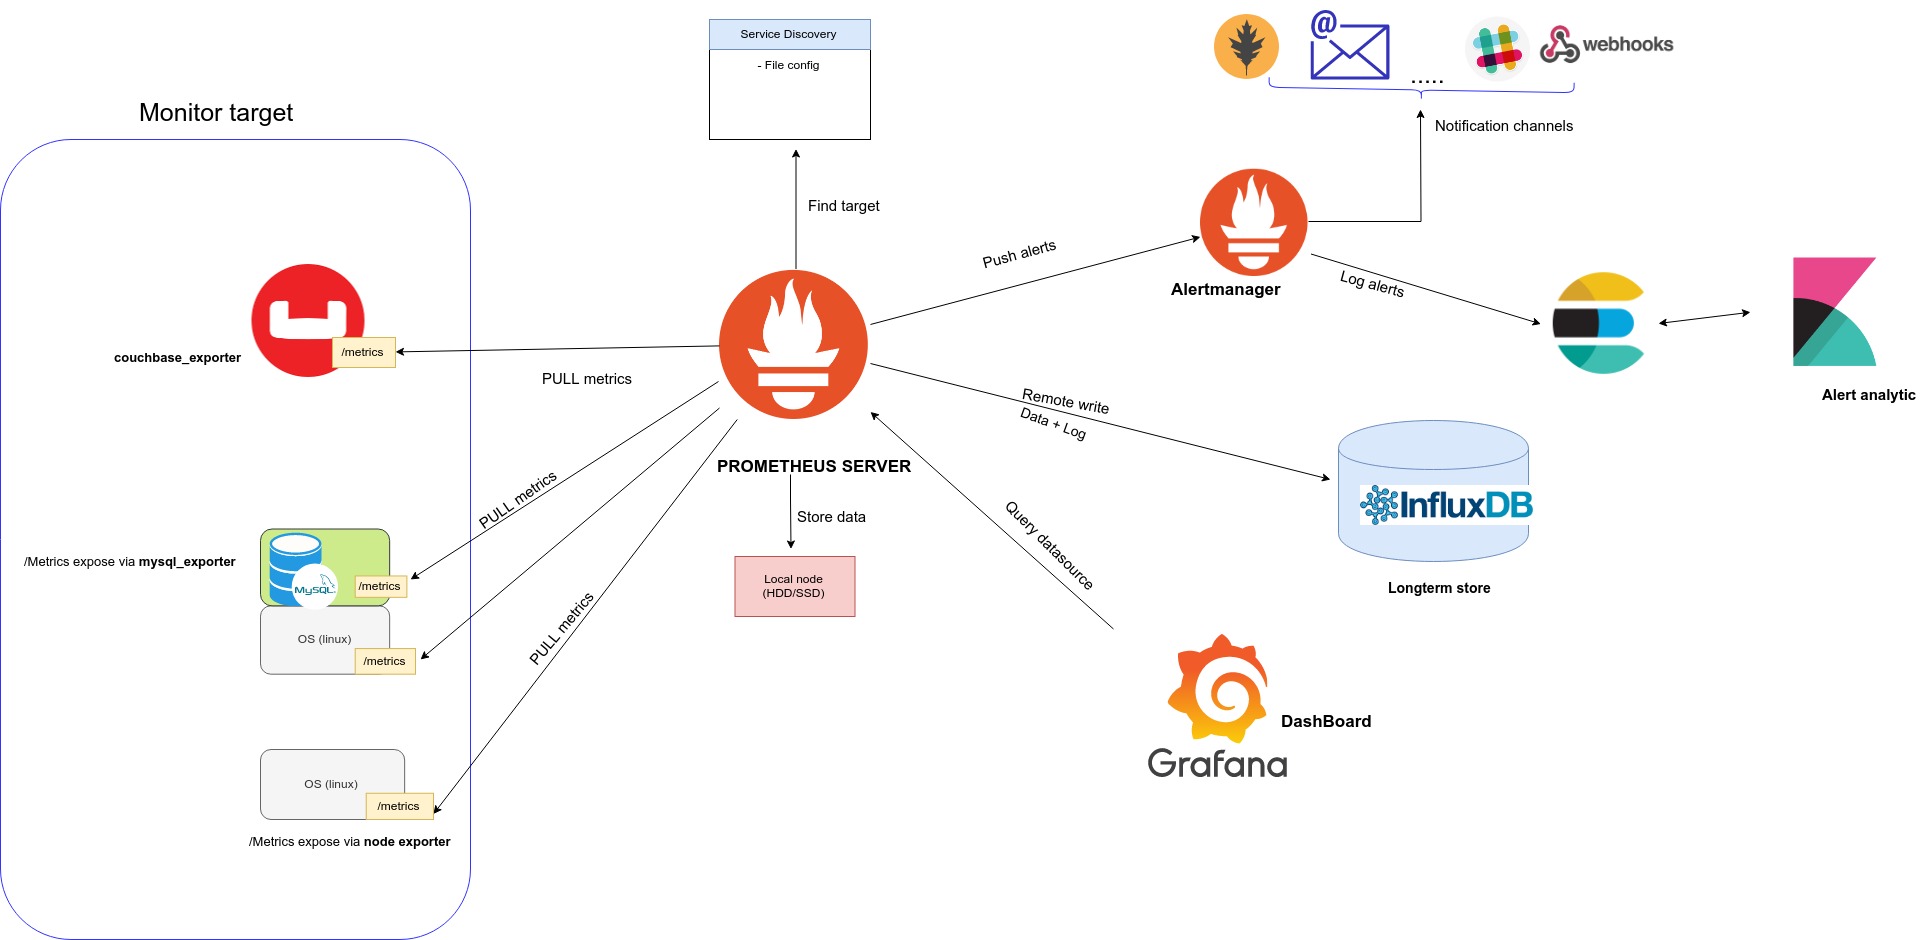 Service Discovery
- File config
@
.....
webhooks
Notification channels
Monitor target
Find target
Push alerts
Alertmanager
Log alerts
Alert analytic
couchbase_exporter
/metrics
PULL metrics
Remote write
Data + Log
PROMETHEUS SERVER
Store data
Local node
(HDD/SSD)
Query datasource
InfluxDB
Longterm store
PULL metrics
/Metrics expose via mysql_exporter
MySQL
/metrics
OS (linux)
/metrics
PULL metrics
OS (linux)
/metrics
/Metrics expose via node exporter
DashBoard
Grafana